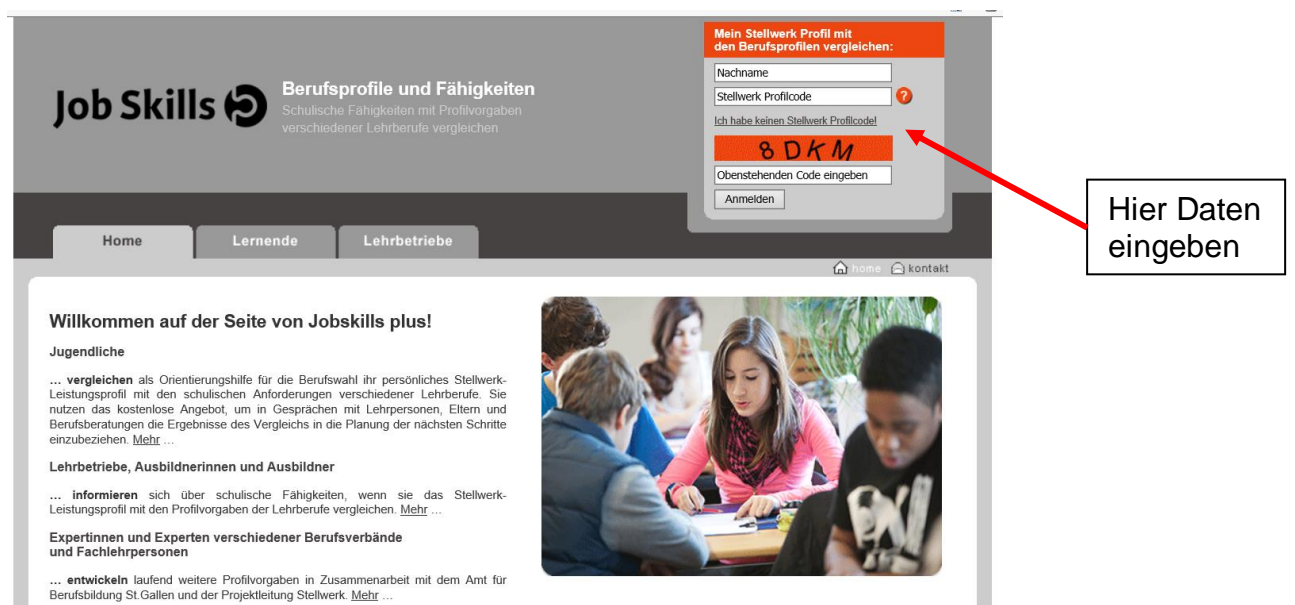 Mein Stellwerk Profil mit
den Berufsprofilen vergleichen:
Nachname
Stellwerk Profilcode
?
Ich habe keinen Stellwerk Profilcode!
8DKM
Obenstehenden Code eingeben
Anmelden
Job Skills
Berufsprofile und Fähigkeiten
Schulische Fähigkeiten mit Profilvorgaben
verschiedener Lehrberufe vergleichen
Hier Daten
eingeben
Home Lernende Lehrbetriebe
home kontakt
Willkommen auf der Seite von Jobskills plus!
Jugendliche
... vergleichen als Orientierungshilfe für die Berufswahl ihr persönliches Stellwerk-
Leistungsprofil mit den schulischen Anforderungen verschiedener Lehrberufe. Sie
nutzen das kostenlose Angebot, um in Gesprächen mit Lehrpersonen, Eltern und
Berufsberatungen die Ergebnisse des Vergleichs in die Planung der nächsten Schritte
einzubeziehen. Mehr ...
Lehrbetriebe, Ausbildnerinnen und Ausbildner
... informieren sich über schulische Fähigkeiten, wenn sie das Stellwerk-
Leistungsprofil mit den Profilvorgaben der Lehrberufe vergleichen. Mehr ...
Expertinnen und Experten verschiedener Berufsverbände
und Fachlehrpersonen
... entwickeln laufend weitere Profilvorgaben in Zusammenarbeit mit dem Amt für
Berufsbildung St.Gallen und der Projektleitung Stellwerk. Mehr ...